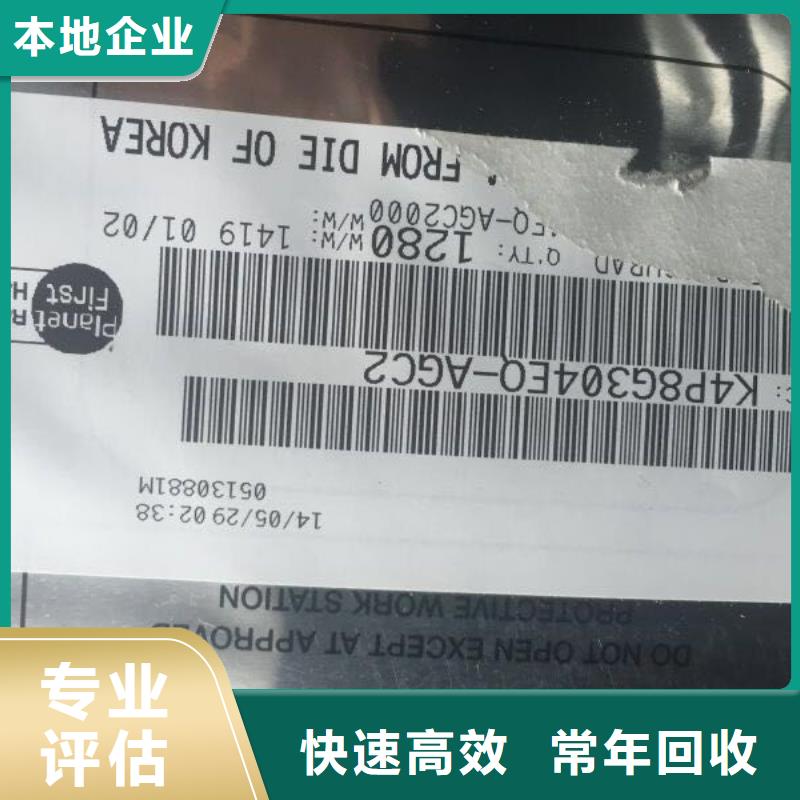 本地企业
DO NOT OPEN EXCEPT AT APPROVED
PROTECTIVE WORK STATION
14/05/29 02:38
05130881M
K4P8G304EQ-AGC2
Planet
First
Q'TY: 1280 W/W: 1419 01/02
EQ-AGC2000 W/W:
FROM DIE OF KOREA
专业
评估
快速高效 常年回收